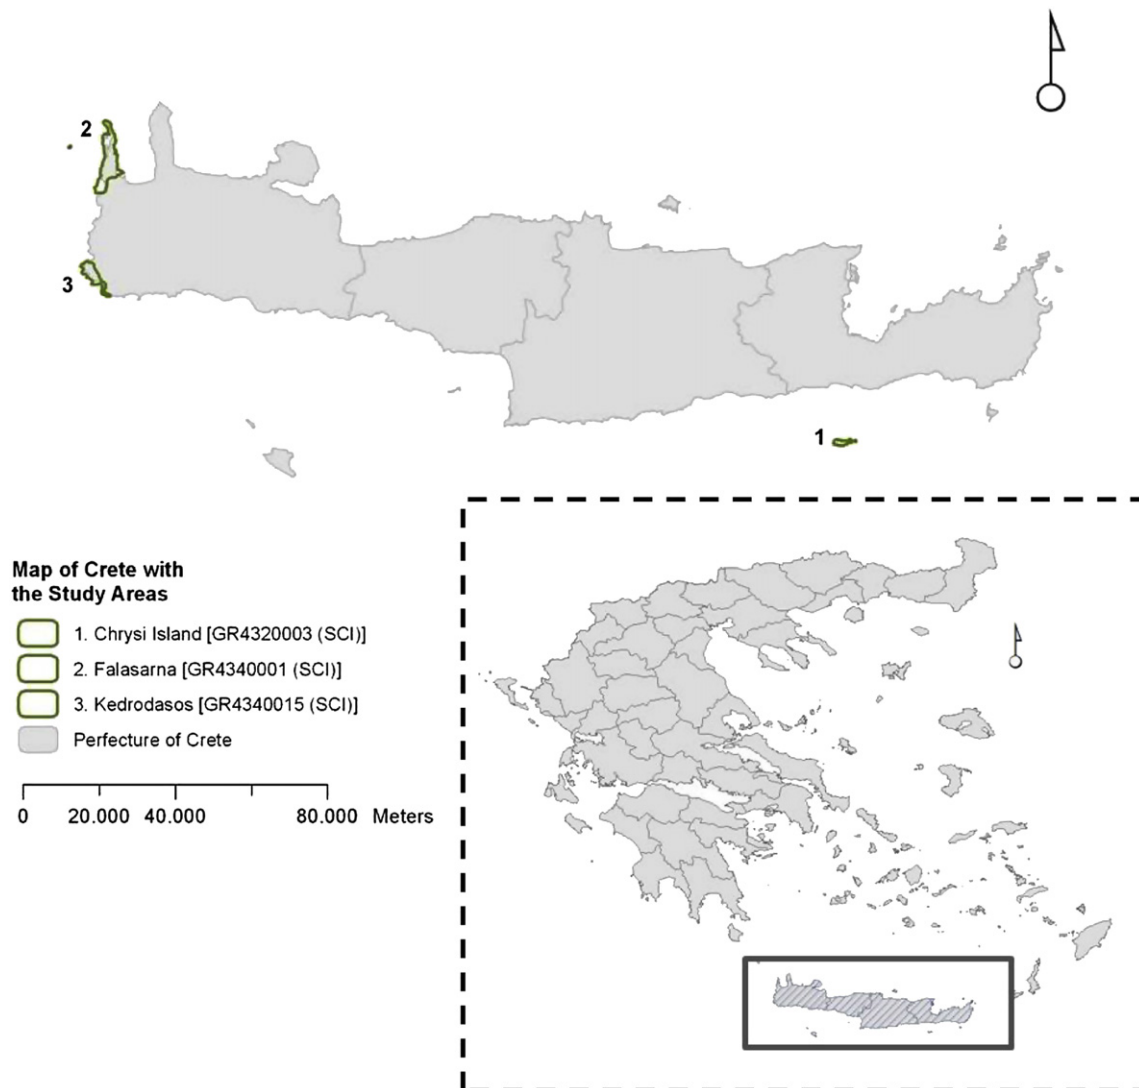 2
3
1
Map of Crete with
the Study Areas
1. Chrysi Island [GR4320003 (SCI)]
2. Falasarna [GR4340001 (SCI)]
3. Kedrodasos [GR4340015 (SCI)]
Perfecture of Crete
0 20.000 40.000 80.000 Meters